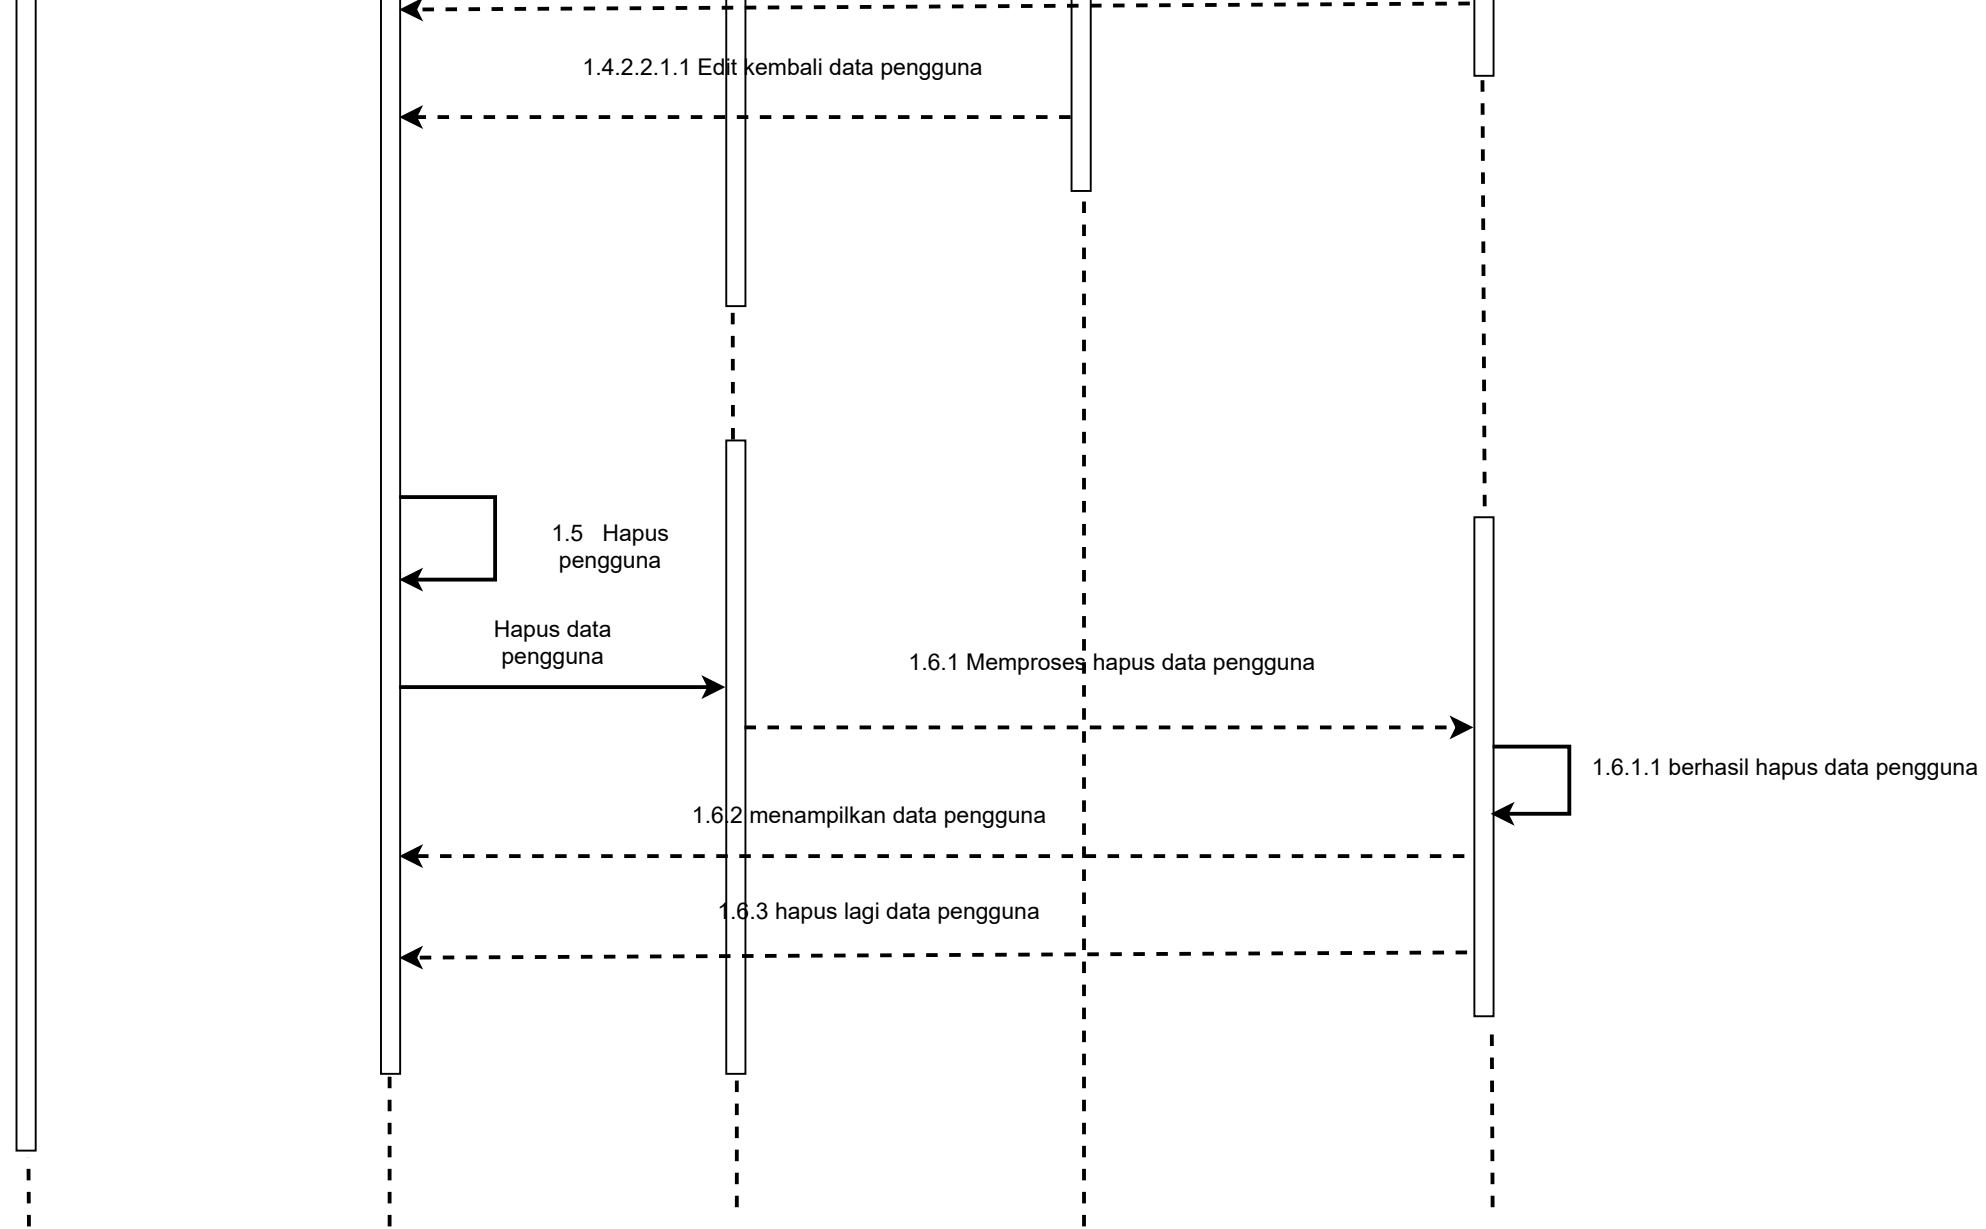 1.4.2.2.1.1 Edit kembali data pengguna
1.5 Hapus
pengguna
Hapus data
pengguna
1.6.1 Memproses hapus data pengguna
1.6.1.1 berhasil hapus data pengguna
1.6.2 menampilkan data pengguna
1.6.3 hapus lagi data pengguna